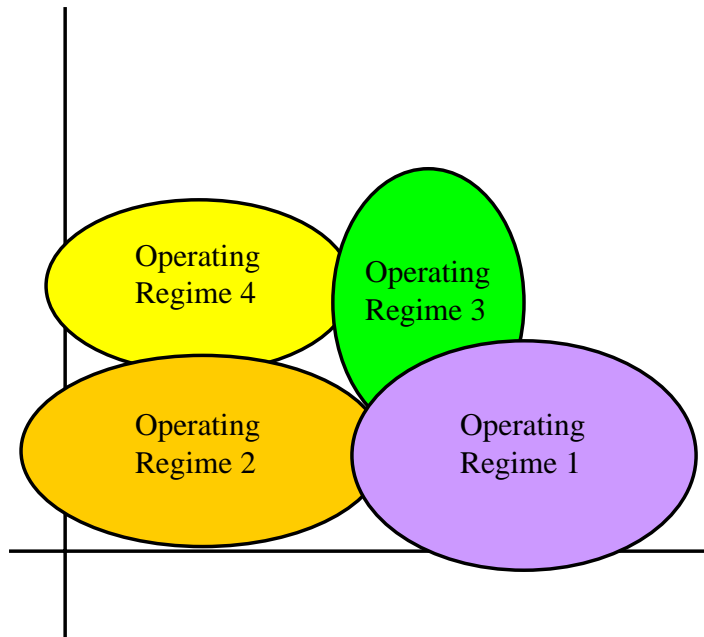 Operating
Regime 4
Operating
Regime 3
Operating
Regime 2
Operating
Regime 1